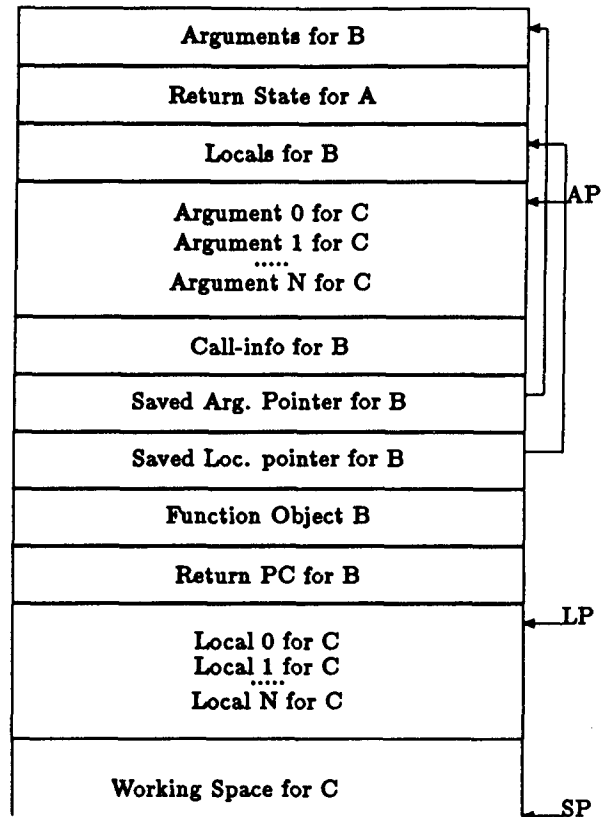 Arguments for B
Return State for A
Locals for B
AP
Argument 0 for C
Argument 1 for C
.....
Argument N for C
Call-info for B
Saved Arg. Pointer for B
Saved Loc. pointer for B
Function Object B
Return PC for B
LP
Local 0 for C
Local 1 for C
.....
Local N for C
Working Space for C
SP